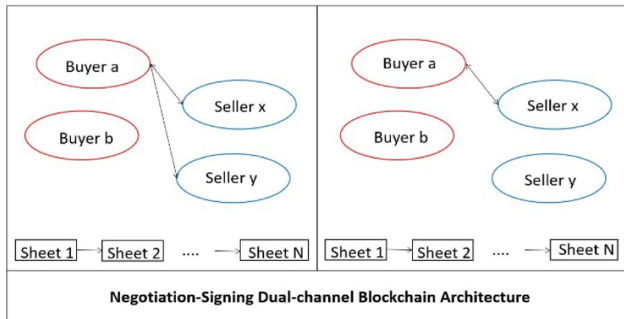 Buyer a
Seller x
Buyer b
Seller y
Sheet 1 Sheet 2 .... Sheet N
Buyer a
Seller x
Buyer b
Seller y
Sheet 1 Sheet 2 .... Sheet N
Negotiation-Signing Dual-channel Blockchain Architecture